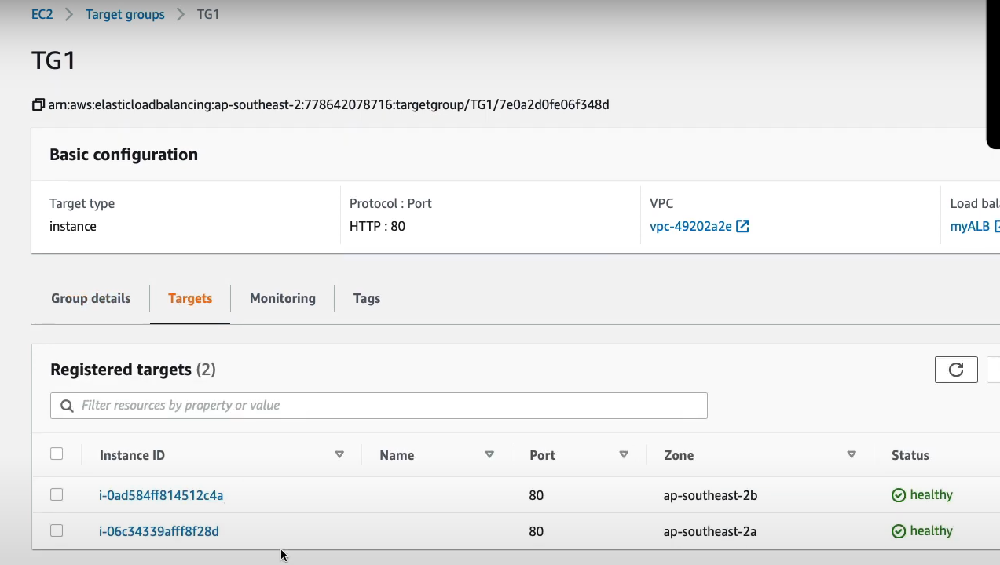 EC2 > Target groups > TG1
TG1
arn:aws:elasticloadbalancing:ap-southeast-2:778642078716:targetgroup/TG1/7e0a2d0fe06f348d
Basic configuration
Target type Protocol : Port VPC Load bal
instance HTTP : 80 vpc-49202a2e myALB
Group details Targets Monitoring Tags
Registered targets (2)
Filter resources by property or value
Instance ID Name Port Zone Status
i-0ad584ff814512c4a 80 ap-southeast-2b healthy
i-06c34339afff8f28d 80 ap-southeast-2a healthy